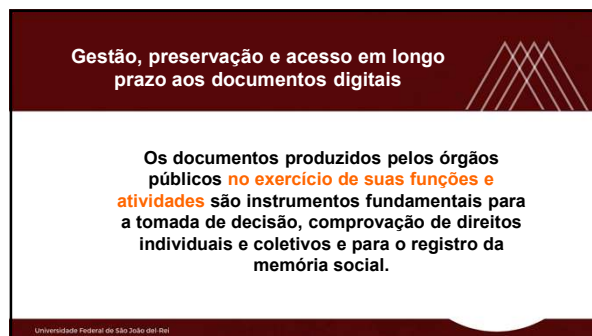 Gestão, preservação e acesso em longo
prazo aos documentos digitais
Os documentos produzidos pelos órgãos
públicos no exercício de suas funções e
atividades são instrumentos fundamentais para
a tomada de decisão, comprovação de direitos
individuais e coletivos e para o registro da
memória social.
Universidade Federal de São João del-Rei